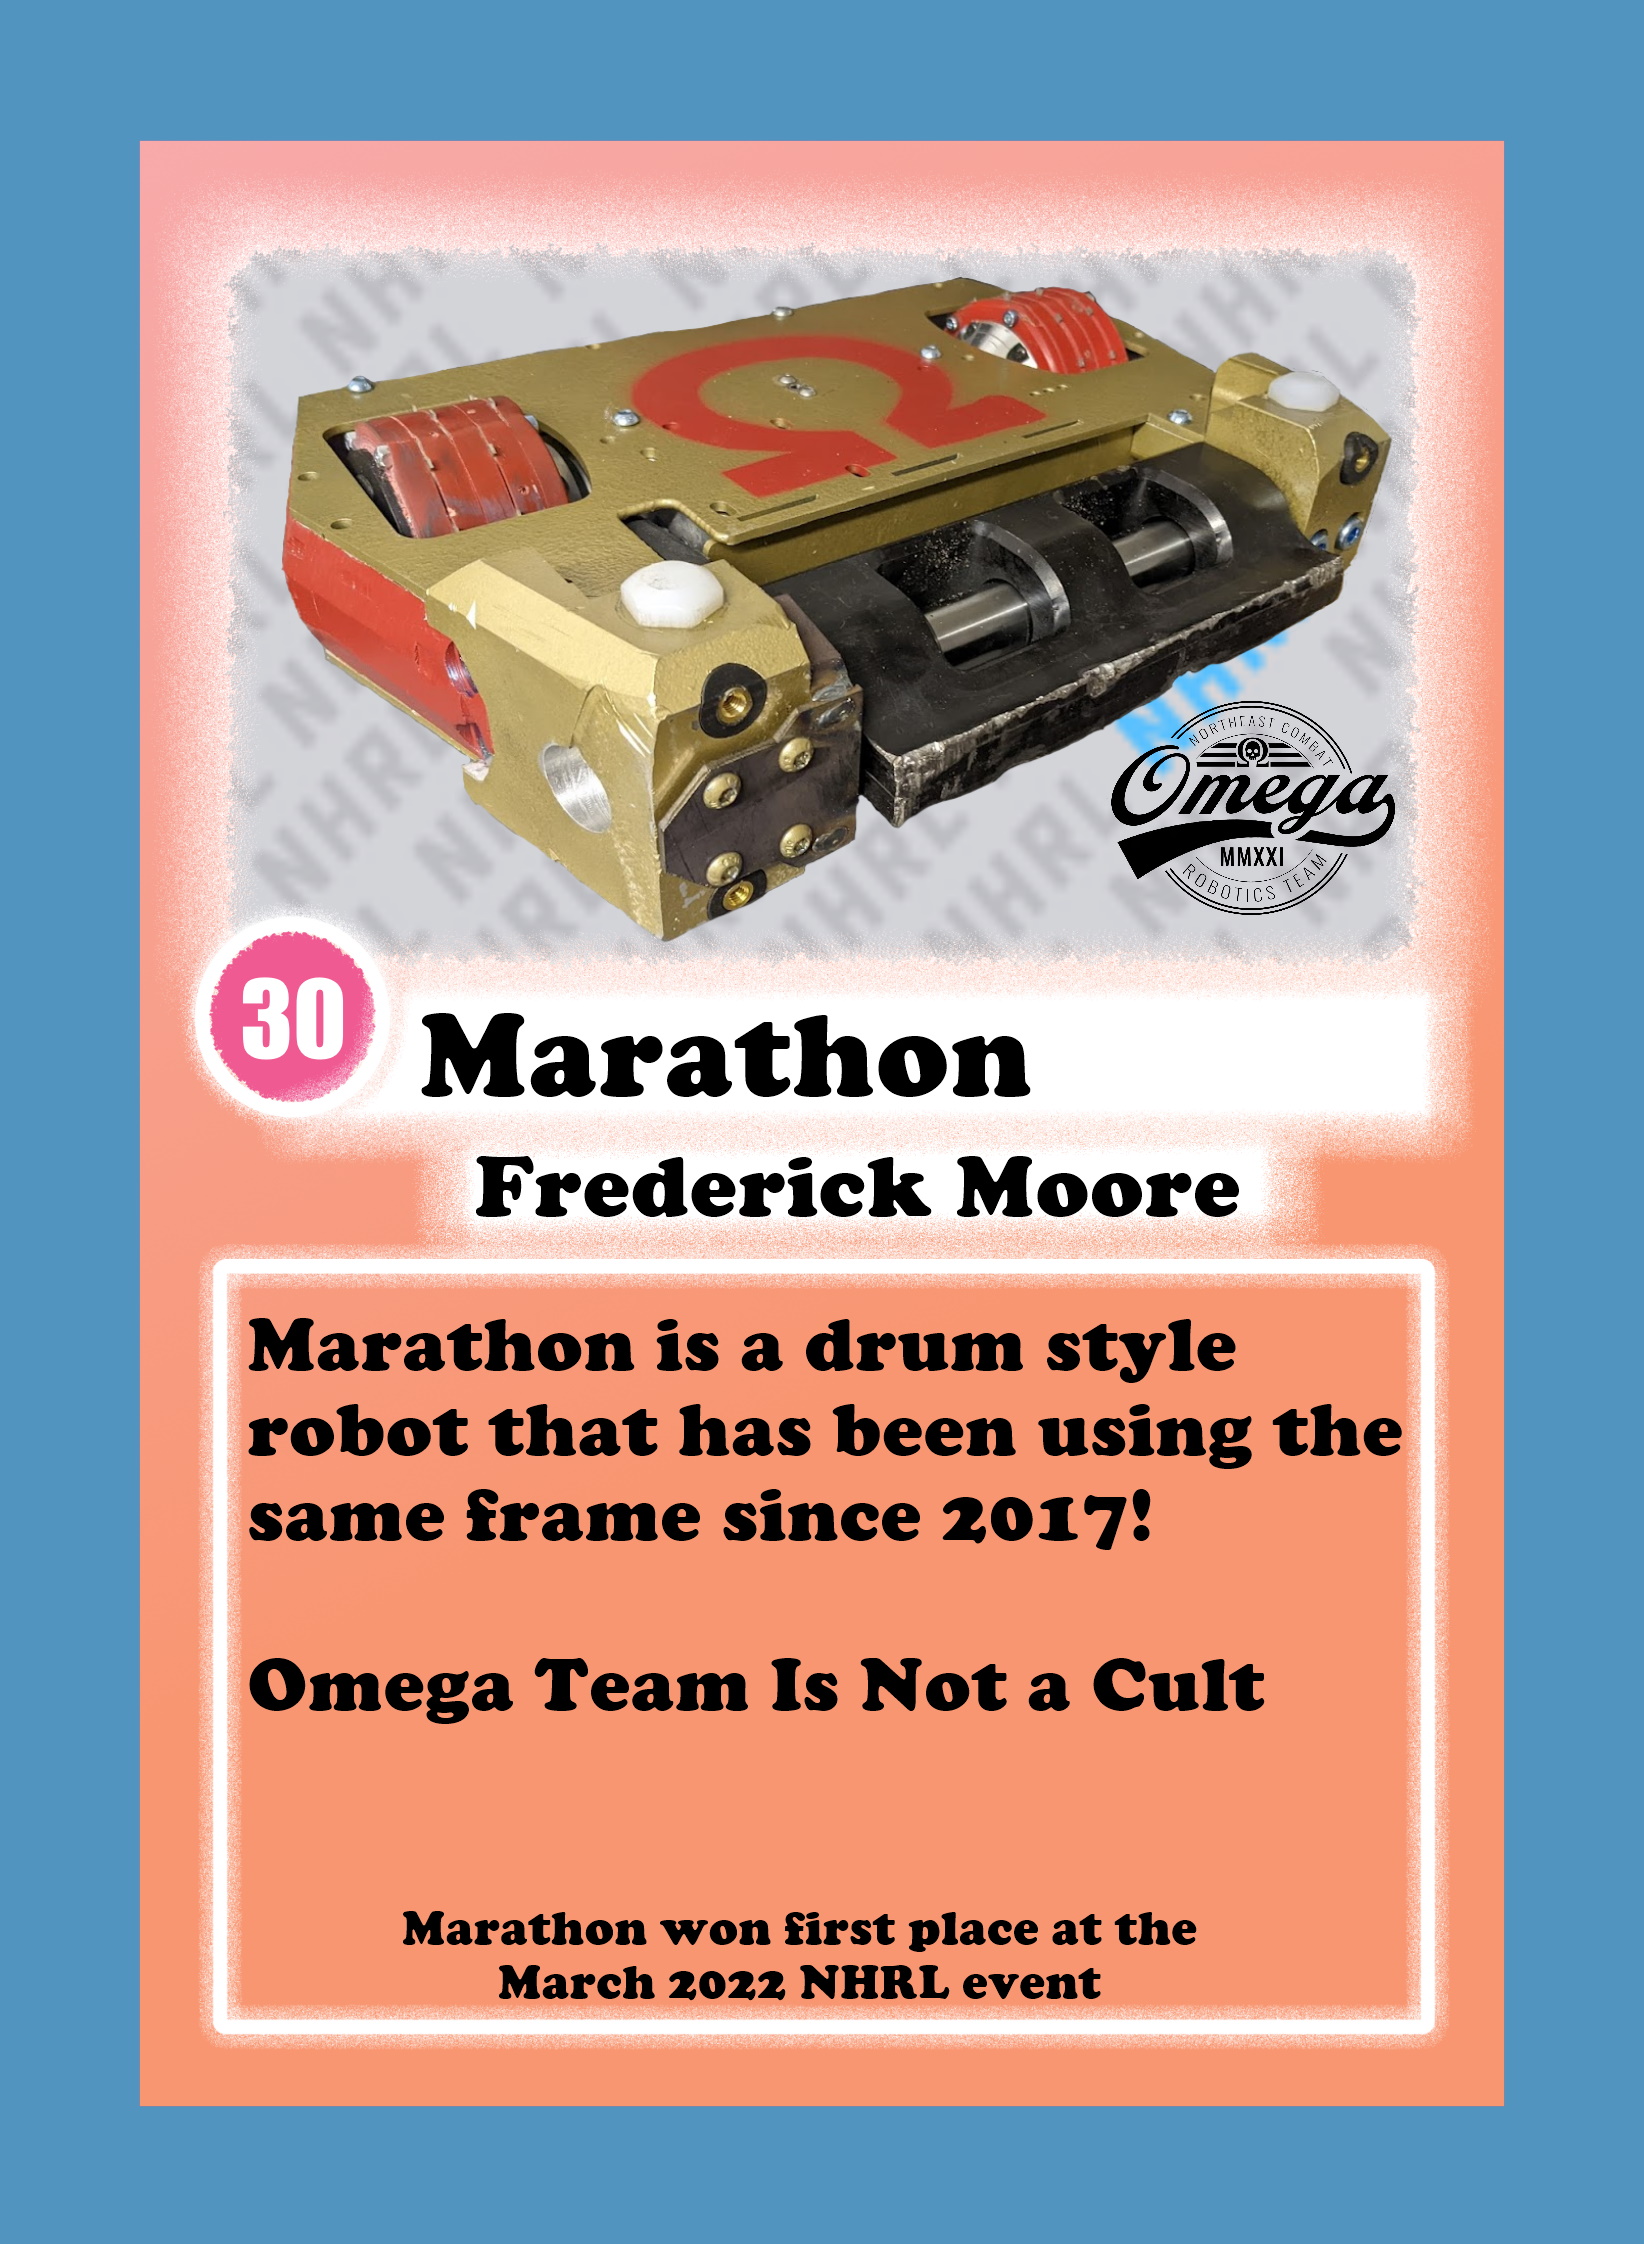 NHRL
NORTHEAST COMBAT
Omega
MMXXI
ROBOTICS TEAM
30
Marathon
Frederick Moore
Marathon is a drum style
robot that has been using the
same frame since 2017!
Omega Team Is Not a Cult
Marathon won first place at the
March 2022 NHRL event